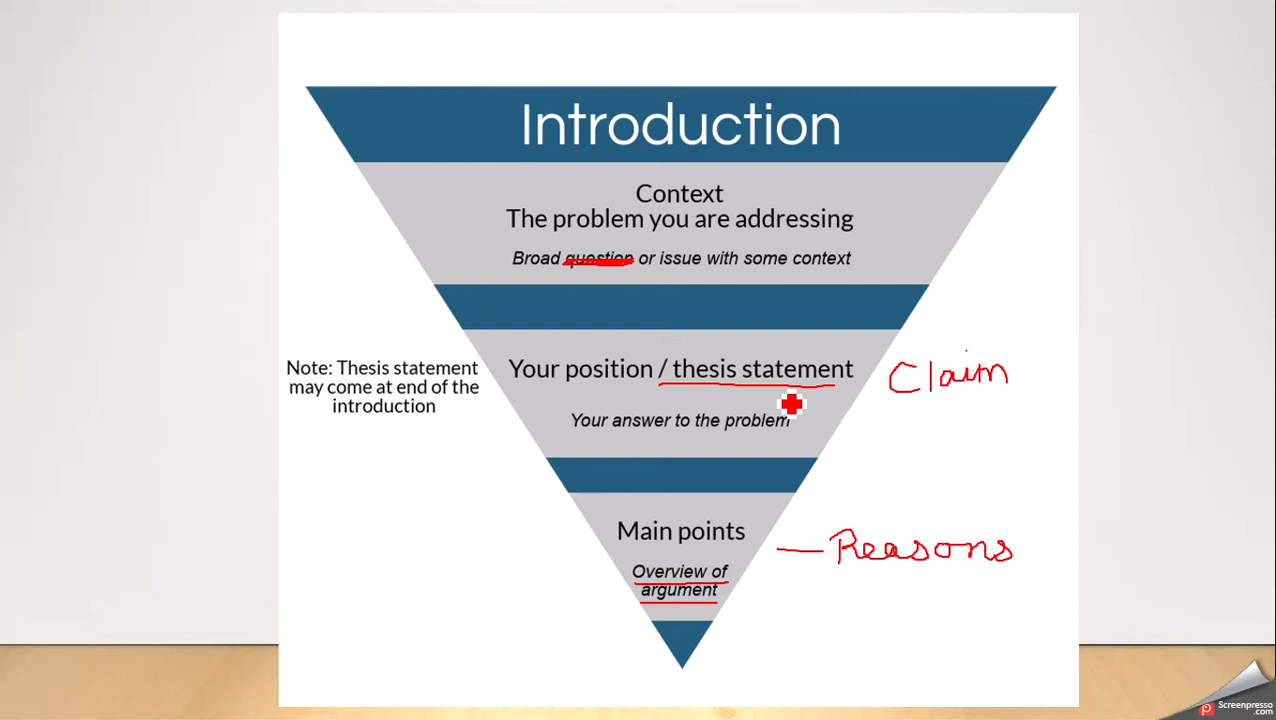 Introduction
Context
The problem you are addressing
Broad question or issue with some context
Note: Thesis statement
may come at end of the
introduction
Your position / thesis statement
Claim
Your answer to the problem
Main points
Reasons
Overview of
argument
Screenpresso
.com